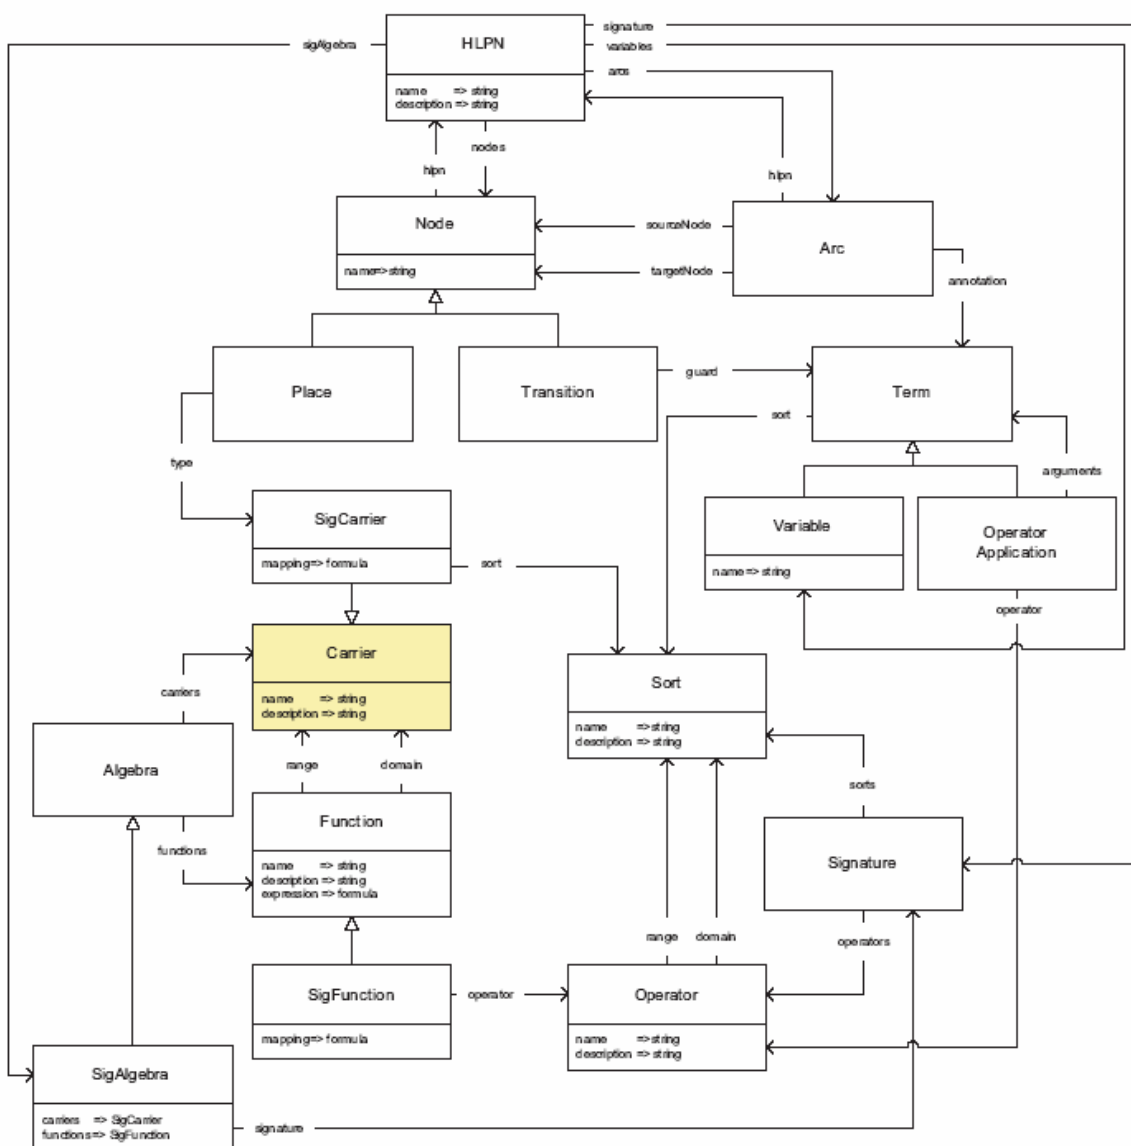 signature
sigAlgebra
HLPN
variables
arcs
name => string
description => string
nodes
hlpn
hlpn
Node
sourceNode
Arc
name=>string
targetNode
annotation
Place
Transition
guard
Term
sort
type
arguments
SigCarrier
Variable
Operator
Application
mapping=> formula
sort
name=> string
operator
Carrier
carriers
Sort
name => string
description => string
name =>string
description => string
Algebra
range
domain
sorts
Function
functions
name => string
description => string
expression => formula
Signature
range
domain
operators
SigFunction
operator
Operator
mapping=> formula
name =>string
description => string
SigAlgebra
carriers => SigCarrier
functions=> SigFunction
signature